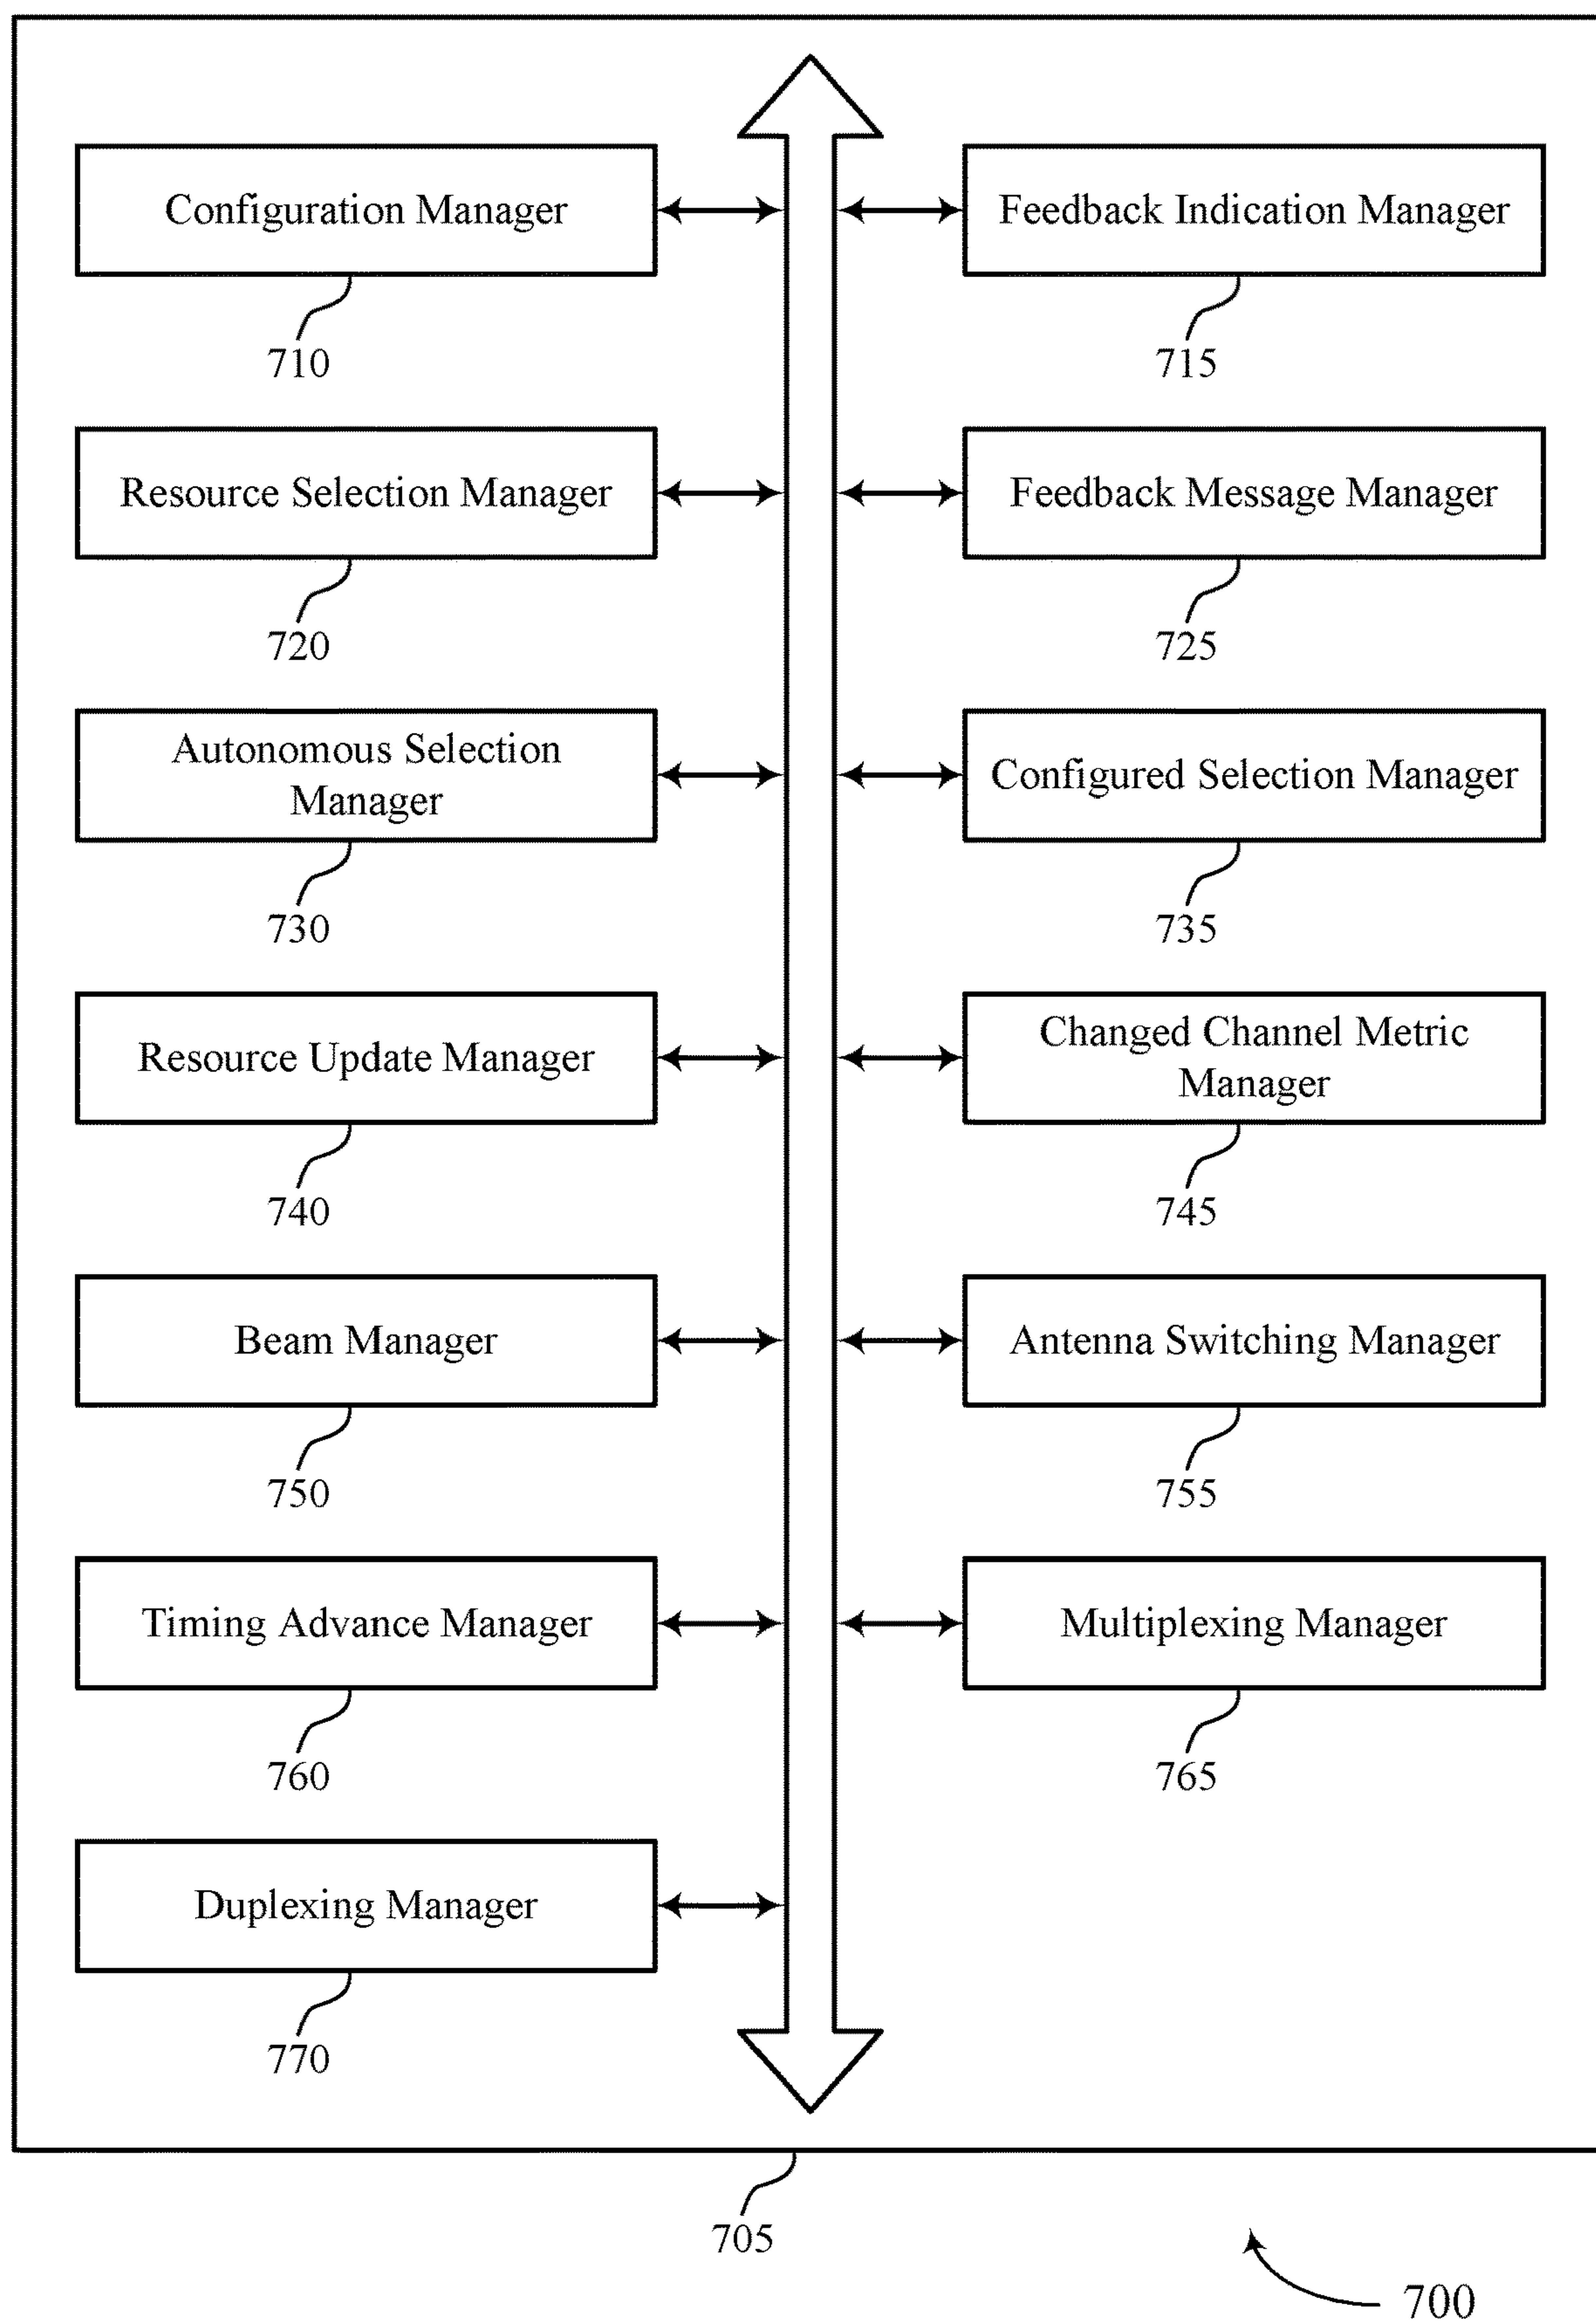 Configuration Manager
710
Feedback Indication Manager
715
Resource Selection Manager
720
Feedback Message Manager
725
Autonomous Selection
Manager
730
Configured Selection Manager
735
Resource Update Manager
740
Changed Channel Metric
Manager
745
Beam Manager
750
Antenna Switching Manager
755
Timing Advance Manager
760
Multiplexing Manager
765
Duplexing Manager
770
705
700